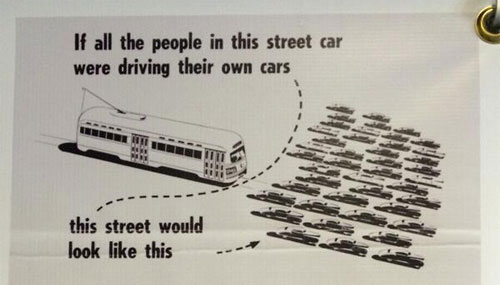 If all the people in this street car
were driving their own cars
this street would
look like this